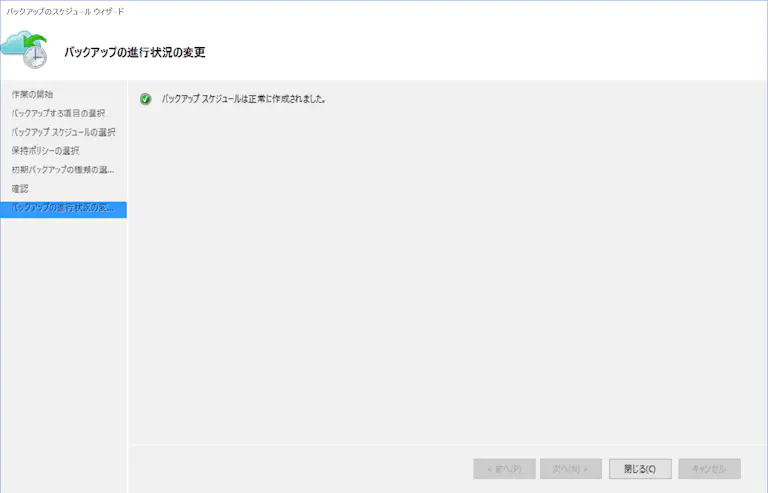 バックアップのスケジュール ウィザード
バックアップの進行状況の変更
作業の開始
バックアップする項目の選択
バックアップ スケジュールの選択
保持ポリシーの選択
初期バックアップの種類の選...
確認
バックアップの進行状況の変...
バックアップ スケジュールは正常に作成されました。
< 前へ(P)
次へ(N) >
閉じる(C)
キャンセル